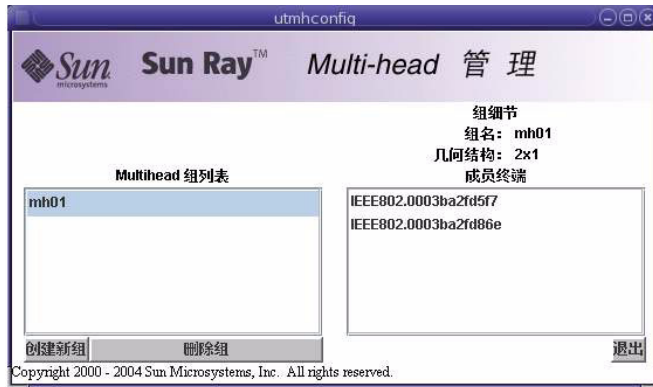 utmhconfig
Sun microsystems Sun Ray™ Multi-head 管 理
组细节
组名: mh01
几何结构: 2x1
Multihead 组列表
成员终端
mh01
IEEE802.0003ba2fd5f7
IEEE802.0003ba2fd86e
创建新组
删除组
退出
Copyright 2000 - 2004 Sun Microsystems, Inc. All rights reserved.